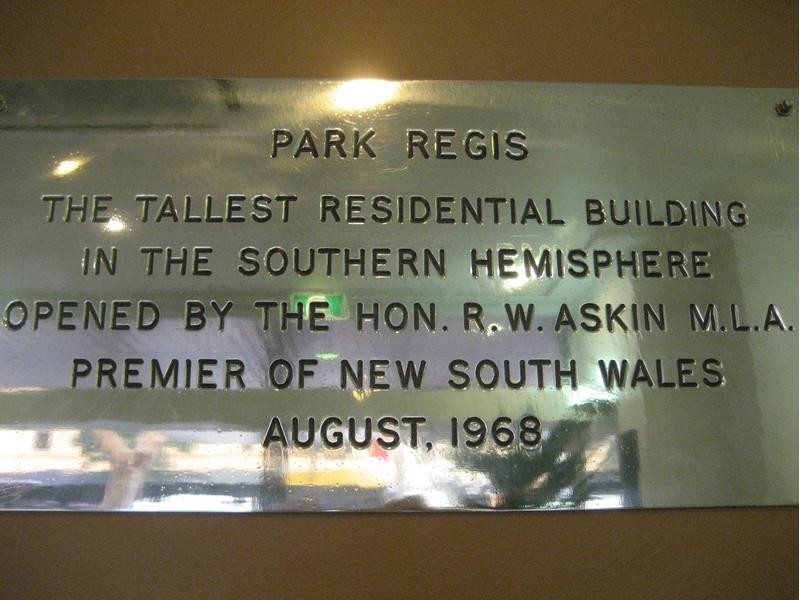 PARK REGIS
THE TALLEST RESIDENTIAL BUILDING
IN THE SOUTHERN HEMISPHERE
OPENED BY THE HON. R.W. ASKIN M.L.A.
PREMIER OF NEW SOUTH WALES
AUGUST, 1968